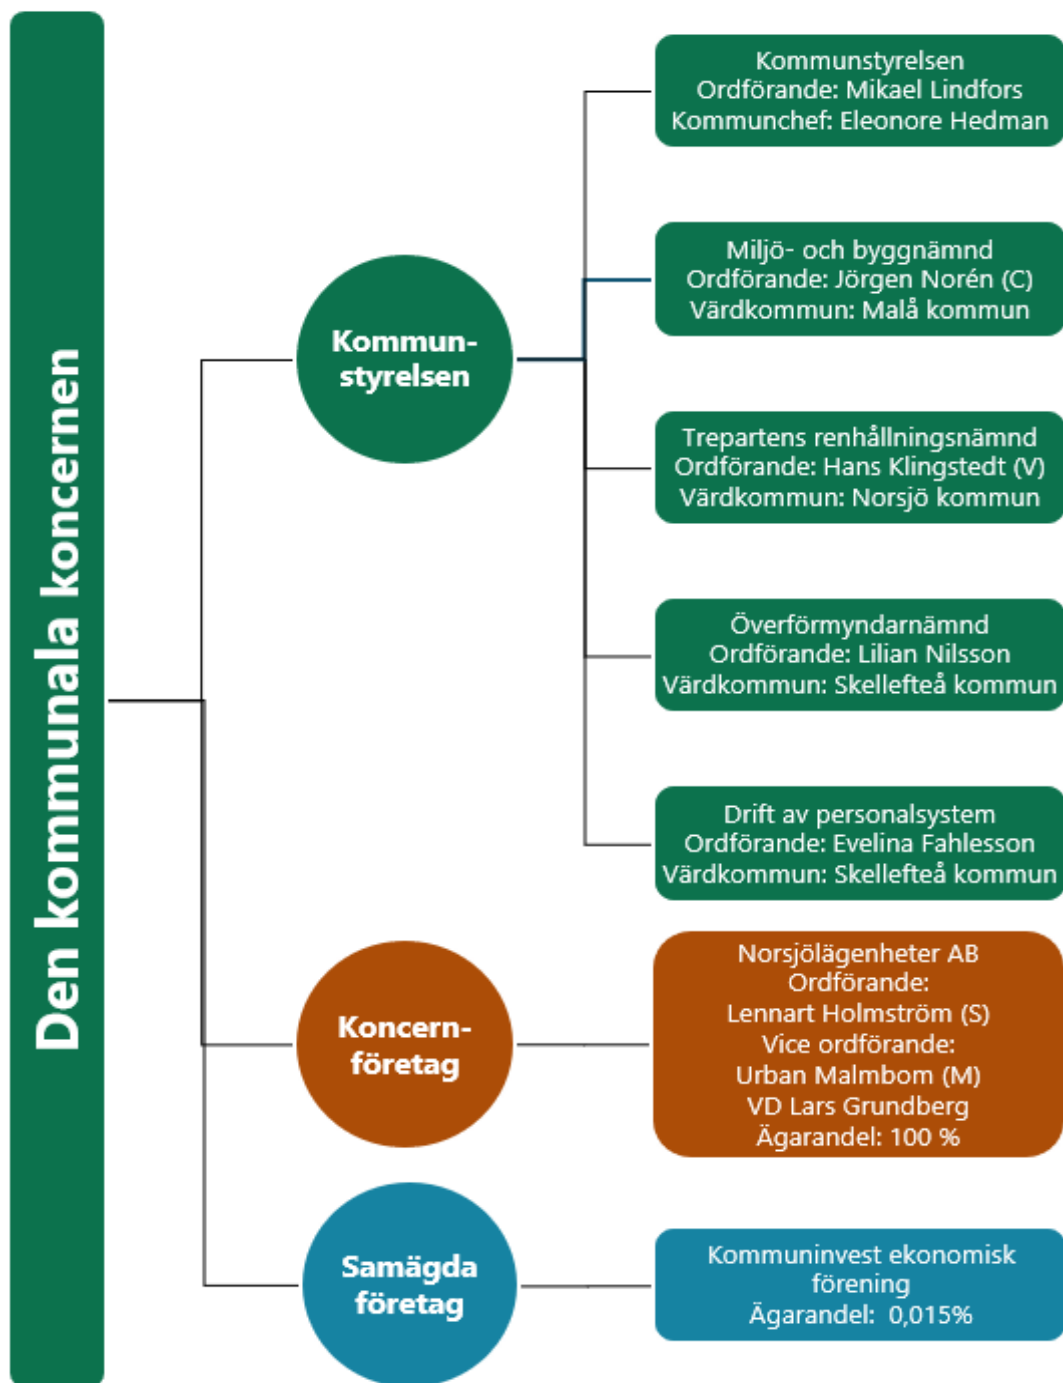 Den kommunala koncernen
Kommun-
styrelsen
Kommunstyrelsen
Ordförande: Mikael Lindfors
Kommunchef: Eleonore Hedman
Miljö- och byggnämnd
Ordförande: Jörgen Norén (C)
Värdkommun: Malå kommun
Trepartens renhållningsnämnd
Ordförande: Hans Klingstedt (V)
Värdkommun: Norsjö kommun
Överförmyndarnämnd
Ordförande: Lilian Nilsson
Värdkommun: Skellefteå kommun
Drift av personalsystem
Ordförande: Evelina Fahlesson
Värdkommun: Skellefteå kommun
Koncern-
företag
Norsjölägenheter AB
Ordförande:
Lennart Holmström (S)
Vice ordförande:
Urban Malmbom (M)
VD Lars Grundberg
Ägarandel: 100 %
Samägda
företag
Kommuninvest ekonomisk
förening
Ägarandel:  0,015%